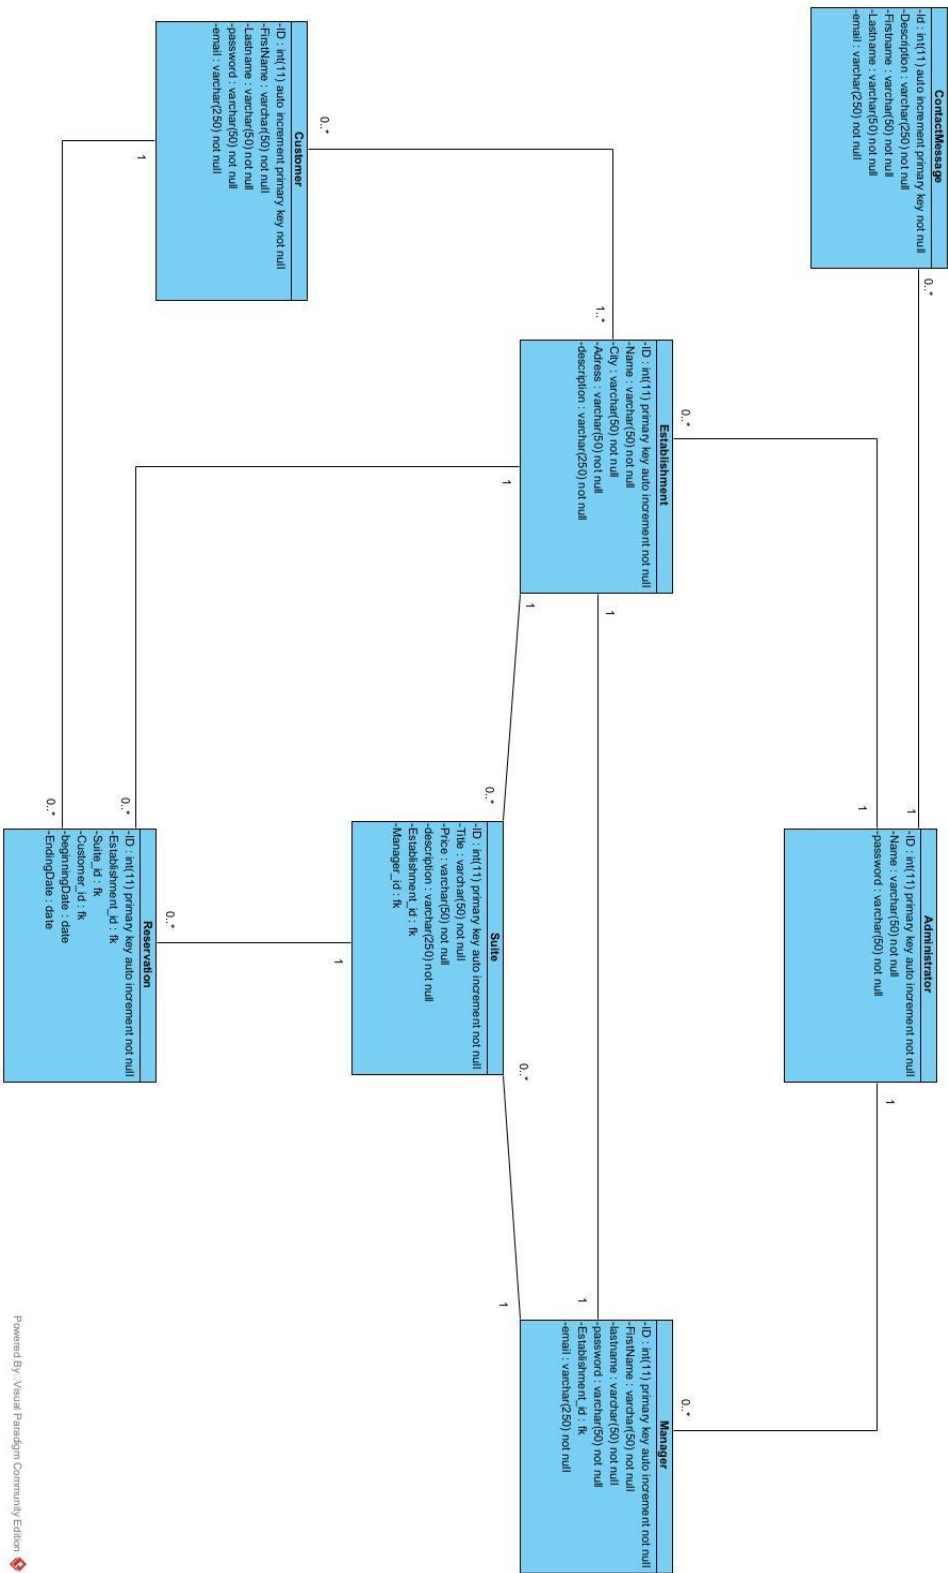 ContactMessage
-Id : int(11) auto increment primary key not null
-Description : varchar(250) not null
-Firstname : varchar(50) not null
-Lastname : varchar(50) not null
-email : varchar(250) not null
0..*
1
Administrator
-ID : int(11) primary key auto increment not null
-Name : varchar(50) not null
-password : varchar(50) not null
1
1
0..*
0..*
Establishment
-ID : int(11) primary key auto increment not null
-Name : varchar(50) not null
-City : varchar(50) not null
-Adress : varchar(50) not null
-description : varchar(250) not null
1..*
1
1
1
Manager
-ID : int(11) primary key auto increment not null
-FirstName : varchar(50) not null
-lastname : varchar(50) not null
-password : varchar(50) not null
-Establishment_id : fk
-email : varchar(250) not null
1
1
0..*
0..*
Suite
-ID : int(11) primary key auto increment not null
-Title : varchar(50) not null
-Price : varchar(50) not null
-description : varchar(250) not null
-Establishment_id : fk
-Manager_id : fk
1
0..*
Customer
-ID : int(11) auto increment primary key not null
-FirstName : varchar(50) not null
-Lastname : varchar(50) not null
-password : varchar(50) not null
-email : varchar(250) not null
1
0..*
Reservation
-ID : int(11) primary key auto increment not null
-Establishment_id : fk
-Suite_id : fk
-Customer_id : fk
-beginningDate : date
-EndingDate : date
0..*
0..*
Powered By Visual Paradigm Community Edition